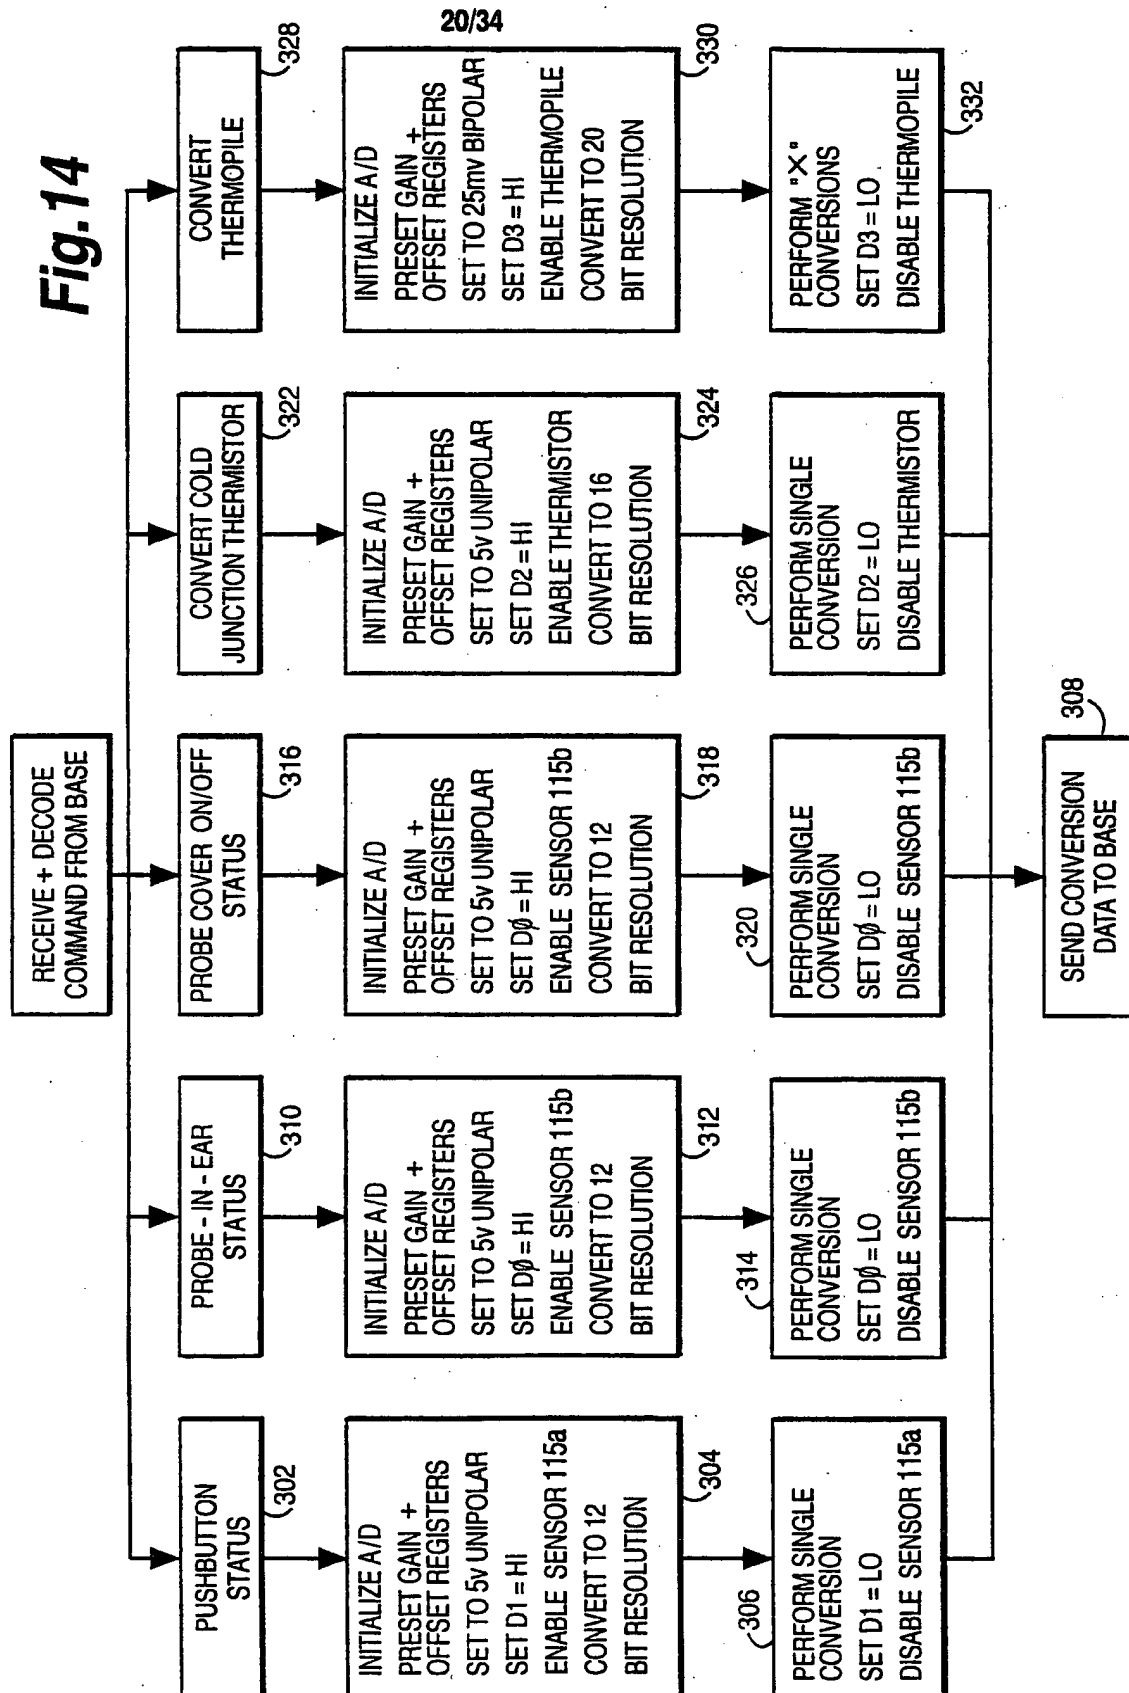 20/34
Fig.14
RECEIVE + DECODE
COMMAND FROM BASE
PUSHBUTTON
STATUS
302
INITIALIZE A/D
PRESET GAIN +
OFFSET REGISTERS
SET TO 5v UNIPOLAR
SET D1 = HI
ENABLE SENSOR 115a
CONVERT TO 12
BIT RESOLUTION
304
306
PERFORM SINGLE
CONVERSION
SET D1 = LO
DISABLE SENSOR 115a
PROBE - IN - EAR
STATUS
310
INITIALIZE A/D
PRESET GAIN +
OFFSET REGISTERS
SET TO 5v UNIPOLAR
SET DØ = HI
ENABLE SENSOR 115b
CONVERT TO 12
BIT RESOLUTION
312
314
PERFORM SINGLE
CONVERSION
SET DØ = LO
DISABLE SENSOR 115b
PROBE COVER ON/OFF
STATUS
316
INITIALIZE A/D
PRESET GAIN +
OFFSET REGISTERS
SET TO 5v UNIPOLAR
SET DØ = HI
ENABLE SENSOR 115b
CONVERT TO 12
BIT RESOLUTION
318
320
PERFORM SINGLE
CONVERSION
SET DØ = LO
DISABLE SENSOR 115b
CONVERT COLD
JUNCTION THERMISTOR
322
INITIALIZE A/D
PRESET GAIN +
OFFSET REGISTERS
SET TO 5v UNIPOLAR
SET D2 = HI
ENABLE THERMISTOR
CONVERT TO 16
BIT RESOLUTION
324
326
PERFORM SINGLE
CONVERSION
SET D2 = LO
DISABLE THERMISTOR
CONVERT
THERMOPILE
328
INITIALIZE A/D
PRESET GAIN +
OFFSET REGISTERS
SET TO 25mv BIPOLAR
SET D3 = HI
ENABLE THERMOPILE
CONVERT TO 20
BIT RESOLUTION
330
PERFORM "X"
CONVERSIONS
SET D3 = LO
DISABLE THERMOPILE
332
SEND CONVERSION
DATA TO BASE
308